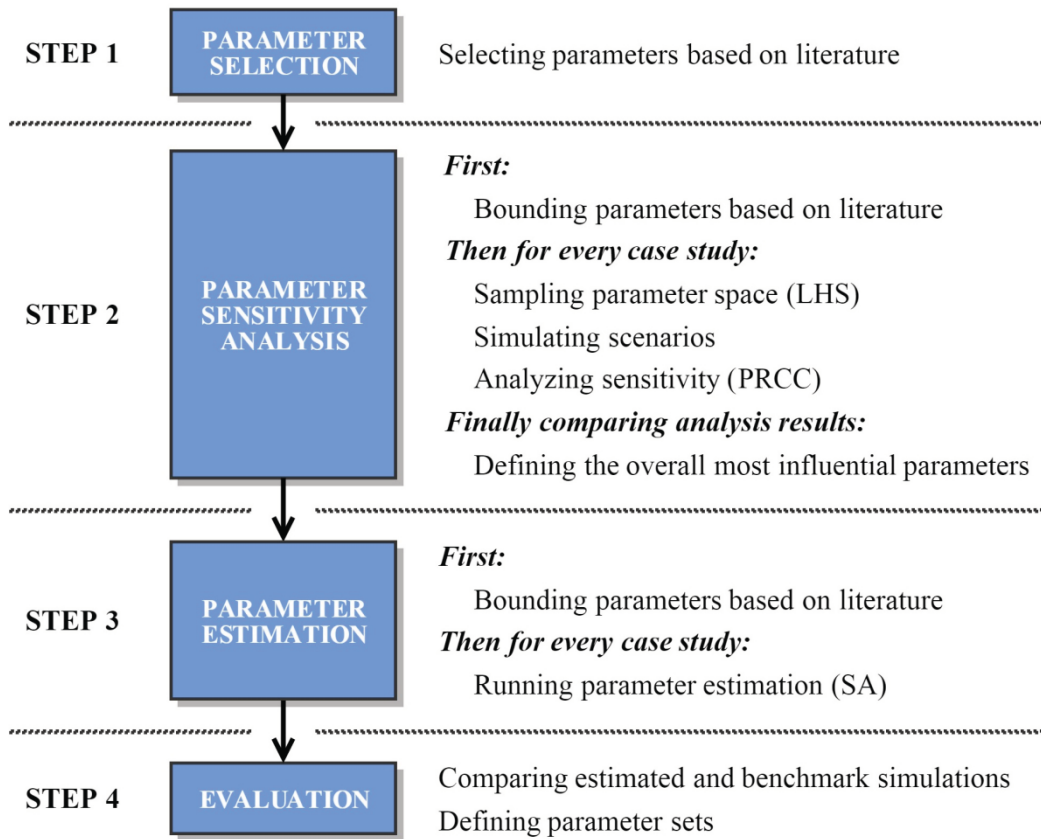 STEP 1
PARAMETER
SELECTION
Selecting parameters based on literature
STEP 2
PARAMETER
SENSITIVITY
ANALYSIS
First:
Bounding parameters based on literature
Then for every case study:
Sampling parameter space (LHS)
Simulating scenarios
Analyzing sensitivity (PRCC)
Finally comparing analysis results:
Defining the overall most influential parameters
STEP 3
PARAMETER
ESTIMATION
First:
Bounding parameters based on literature
Then for every case study:
Running parameter estimation (SA)
STEP 4
EVALUATION
Comparing estimated and benchmark simulations
Defining parameter sets